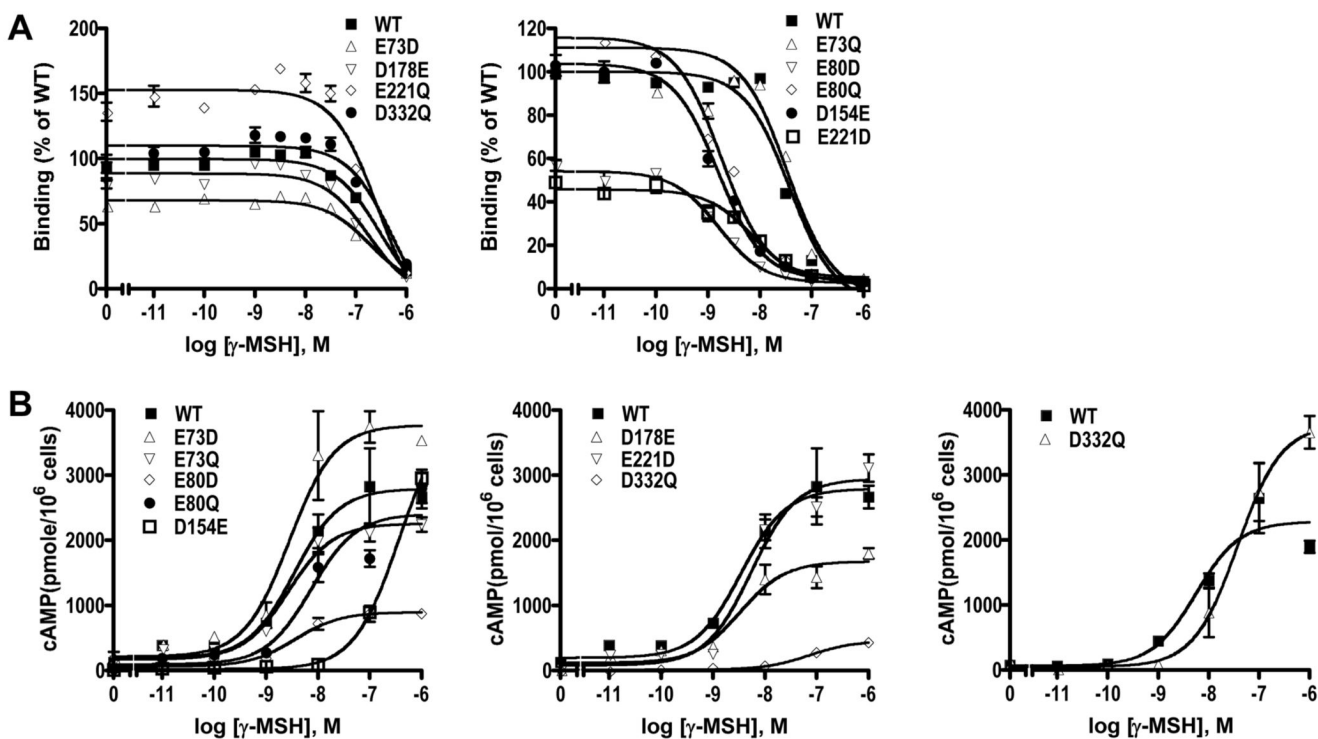 A
Binding (% of WT)
200
150
100
50
0
WT
E73D
D178E
E221Q
D332Q
0 -11 -10 -9 -8 -7 -6
log [γ-MSH], M
Binding (% of WT)
120
100
80
60
40
20
0
WT
E73Q
E80D
E80Q
D154E
E221D
0 -11 -10 -9 -8 -7 -6
log [γ-MSH], M
B
cAMP(pmole/10⁶ cells)
4000
3000
2000
1000
0
WT
E73D
E73Q
E80D
E80Q
D154E
0 -11 -10 -9 -8 -7 -6
log [γ-MSH], M
cAMP(pmol/10⁶ cells)
4000
3000
2000
1000
0
WT
D178E
E221D
D332Q
0 -11 -10 -9 -8 -7 -6
log [γ-MSH], M
cAMP(pmol/10⁶ cells)
4000
3000
2000
1000
0
WT
D332Q
0 -11 -10 -9 -8 -7 -6
log [γ-MSH], M